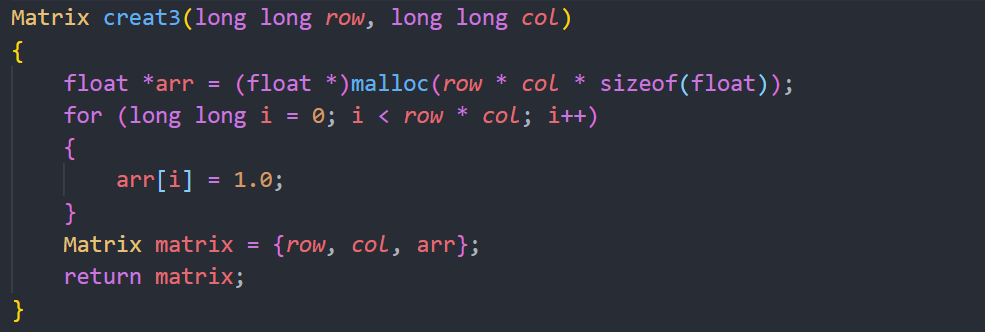 Matrix creat3(long long row, long long col)
{
    float *arr = (float *)malloc(row * col * sizeof(float));
    for (long long i = 0; i < row * col; i++)
    {
        arr[i] = 1.0;
    }
    Matrix matrix = {row, col, arr};
    return matrix;
}